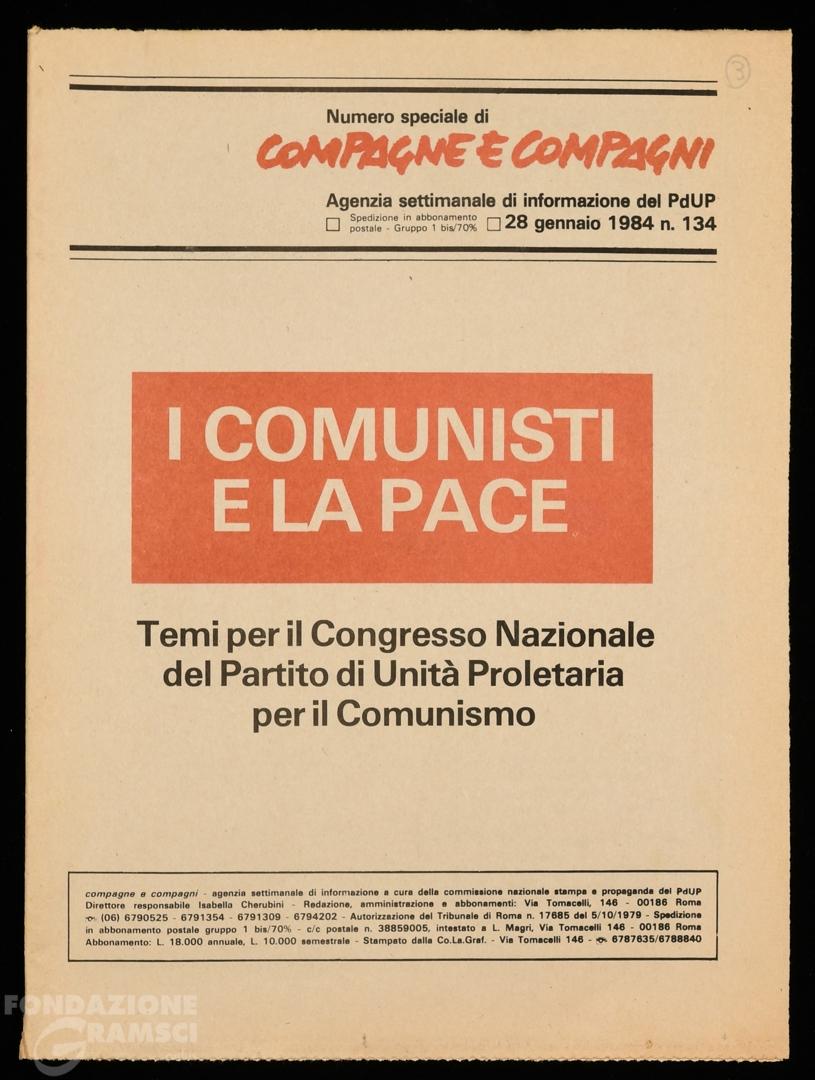 3
Numero speciale di
COMPAGNE E COMPAGNI
Agenzia settimanale di informazione del PdUP
□ Spedizione in abbonamento
postale - Gruppo 1 bis/70% □ 28 gennaio 1984 n. 134
I COMUNISTI
E LA PACE
Temi per il Congresso Nazionale
del Partito di Unità Proletaria
per il Comunismo
compagne e compagni - agenzia settimanale di informazione a cura della commissione nazionale stampa e propaganda del PdUP
Direttore responsabile Isabella Cherubini - Redazione, amministrazione e abbonamenti: Via Tomacelli, 146 - 00186 Roma
☎ (06) 6790525 - 6791354 - 6791309 - 6794202 - Autorizzazione del Tribunale di Roma n. 17685 del 5/10/1979 - Spedizione
in abbonamento postale gruppo 1 bis/70% - c/c postale n. 38859005, intestato a L. Magri, Via Tomacelli 146 - 00186 Roma
Abbonamento: L. 18.000 annuale, L. 10.000 semestrale - Stampato dalla Co.La.Graf. - Via Tomacelli 146 - ☎ 6787635/6788840
FONDAZIONE
GRAMSCI